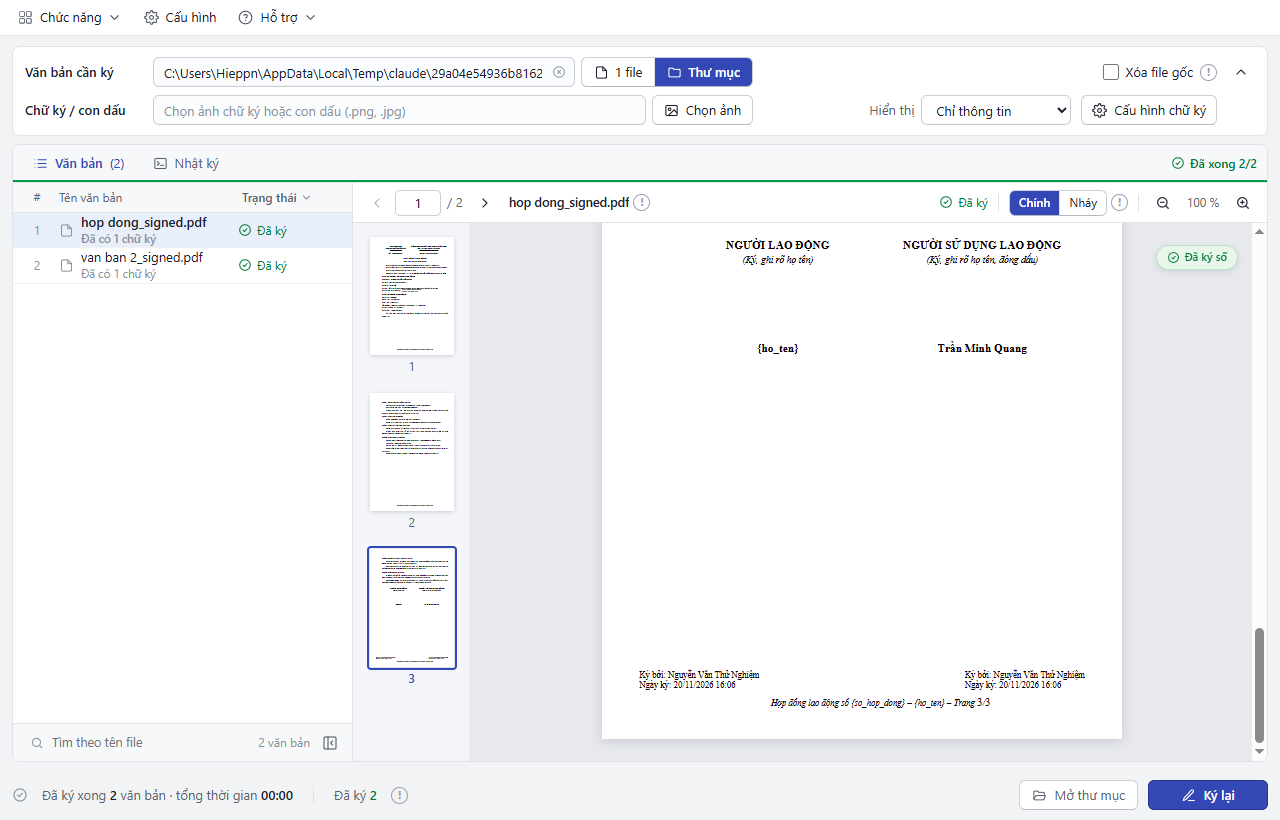 Chức năng Cấu hình Hỗ trợ
Văn bản cần ký C:\Users\Hieppn\AppData\Local\Temp\claude\29a04e54936b8162 1 file Thư mục Xóa file gốc
Chữ ký / con dấu Chọn ảnh chữ ký hoặc con dấu (.png, .jpg) Chọn ảnh Hiển thị Chỉ thông tin Cấu hình chữ ký
Văn bản (2) Nhật ký Đã xong 2/2
# Tên văn bản Trạng thái
1 hop dong_signed.pdf Đã ký
Đã có 1 chữ ký
2 van ban 2_signed.pdf Đã ký
Đã có 1 chữ ký
1 / 2 hop dong_signed.pdf Đã ký Chính Nháy 100 %
1
2
3
NGƯỜI LAO ĐỘNG NGƯỜI SỬ DỤNG LAO ĐỘNG
(Ký, ghi rõ họ tên) (Ký, ghi rõ họ tên, đóng dấu)
Đã ký số
{ho_ten} Trần Minh Quang
Ký bởi: Nguyễn Văn Thử Nghiệm Ký bởi: Nguyễn Văn Thử Nghiệm
Ngày ký: 20/11/2026 16:06 Ngày ký: 20/11/2026 16:06
Hợp đồng lao động số {so_hop_dong} – {ho_ten} – Trang 3/3
Tìm theo tên file 2 văn bản
Đã ký xong 2 văn bản · tổng thời gian 00:00 Đã ký 2 Mở thư mục Ký lại